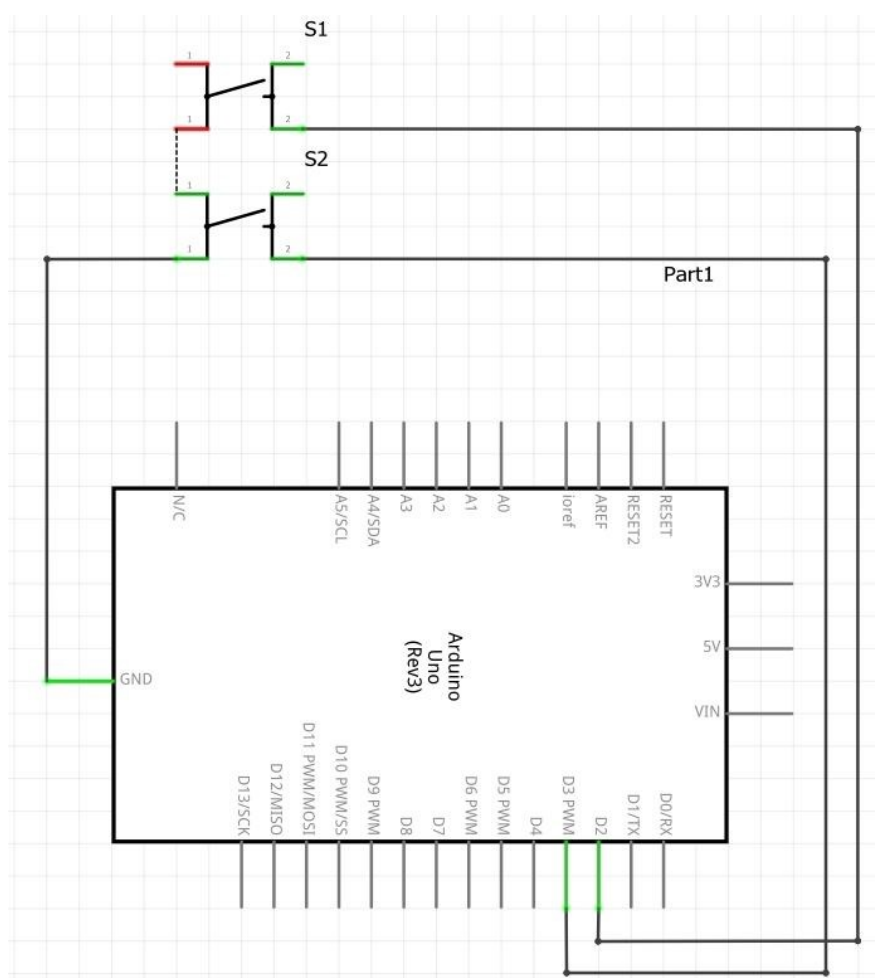 S1
1
2
1
2
S2
1
2
1
2
Part1
N/C
A5/SCL
A4/SDA
A3
A2
A1
A0
ioref
AREF
RESET2
RESET
3V3
5V
VIN
Arduino
Uno
(Rev3)
GND
D13/SCK
D12/MISO
D11 PWM/MOSI
D10 PWM/SS
D9 PWM
D8
D7
D6 PWM
D5 PWM
D4
D3 PWM
D2
D1/TX
D0/RX